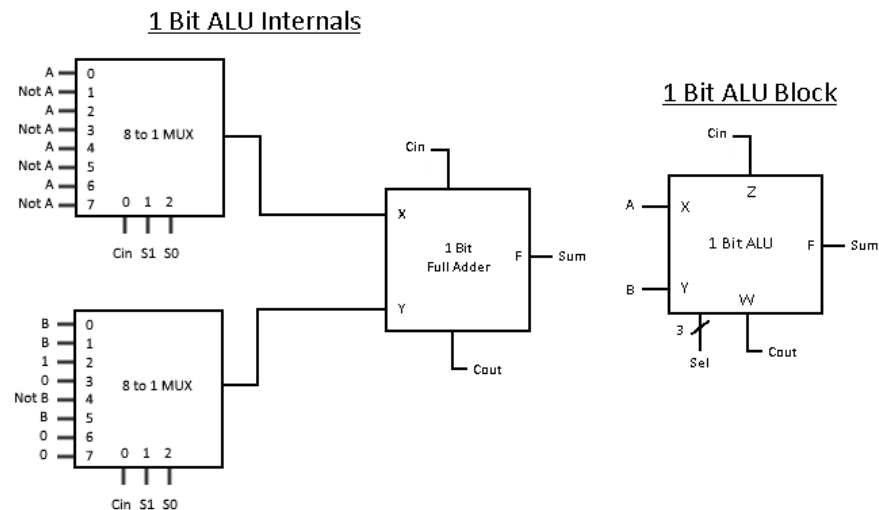 1 Bit ALU Internals
A 0
Not A 1
A 2
Not A 3
A 4
Not A 5
A 6
Not A 7
8 to 1 MUX
0 1 2
Cin S1 S0
B 0
B 1
1 2
0 3
Not B 4
B 5
0 6
0 7
8 to 1 MUX
0 1 2
Cin S1 S0
Cin
X
1 Bit
Full Adder
F Sum
Y
Cout
1 Bit ALU Block
Cin
Z
A X
1 Bit ALU
F Sum
B Y
W
3
Sel
Cout